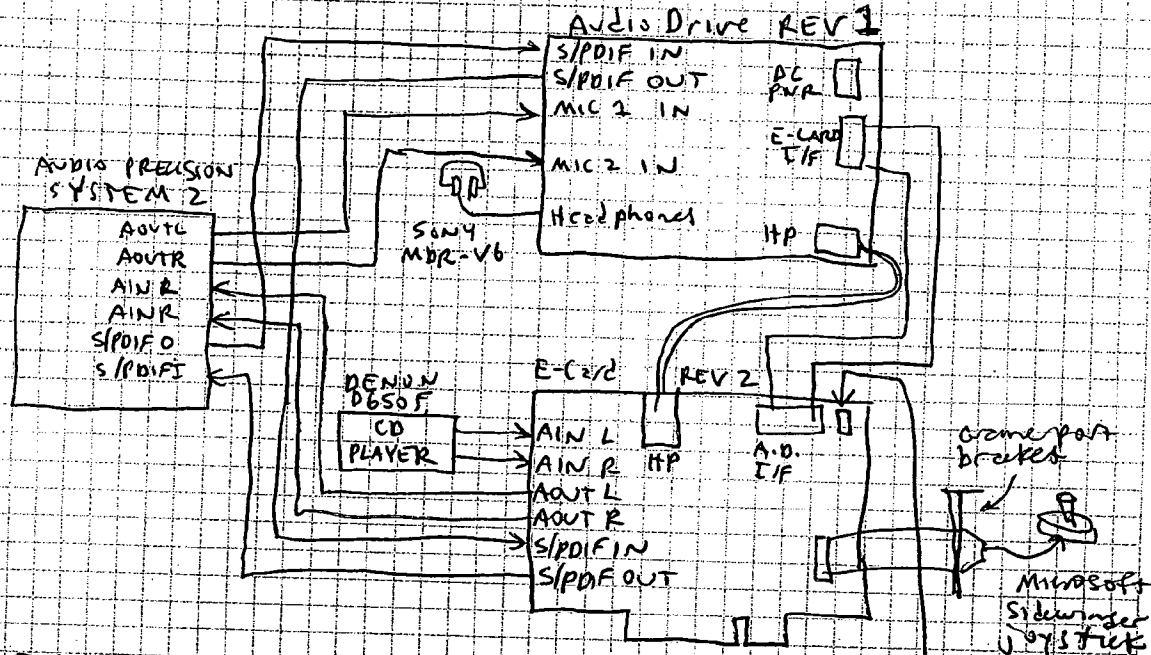 Audio Drive REV 1
S/PDIF IN
S/PDIF OUT
MIC 1 IN
MIC 2 IN
Headphones
DC
PWR
E-CARD
I/F
HP
SONY
MDR-V6
AUDIO PRECISION
SYSTEM 2
AOUTL
AOUTR
AIN R
AIN R
S/PDIF O
S/PDIF I
DENON
D650F
CD
PLAYER
E-Card REV 2
AIN L
AIN R
AOUT L
AOUT R
S/PDIF IN
S/PDIF OUT
HP
A.D.
I/F
Gameport
bracket
Microsoft
Sidewinder
joystick